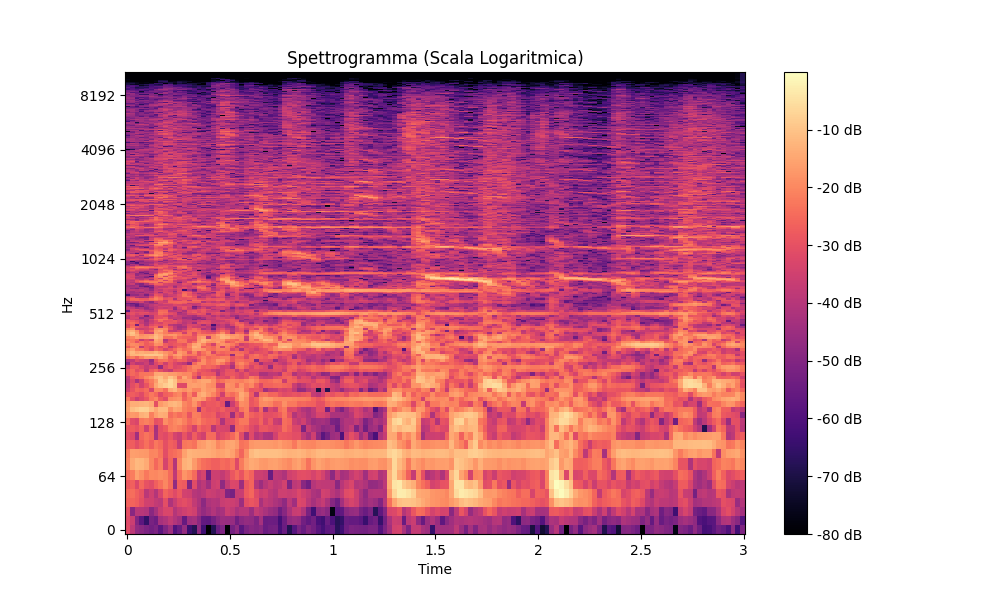 Spettrogramma (Scala Logaritmica)
8192
4096
2048
1024
512
256
128
64
0
Hz
0
0.5
1
1.5
2
2.5
3
Time
-10 dB
-20 dB
-30 dB
-40 dB
-50 dB
-60 dB
-70 dB
-80 dB